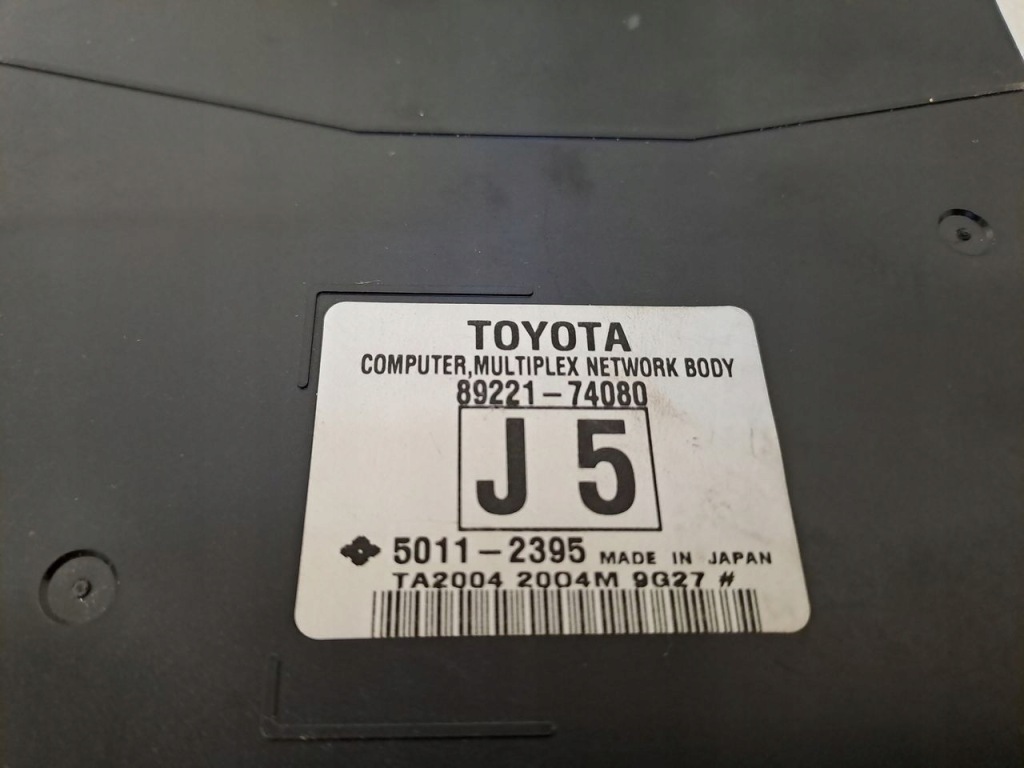 TOYOTA
COMPUTER, MULTIPLEX NETWORK BODY
89221-74080
J 5
5011-2395 MADE IN JAPAN
TA2004 2004M 9G27 #